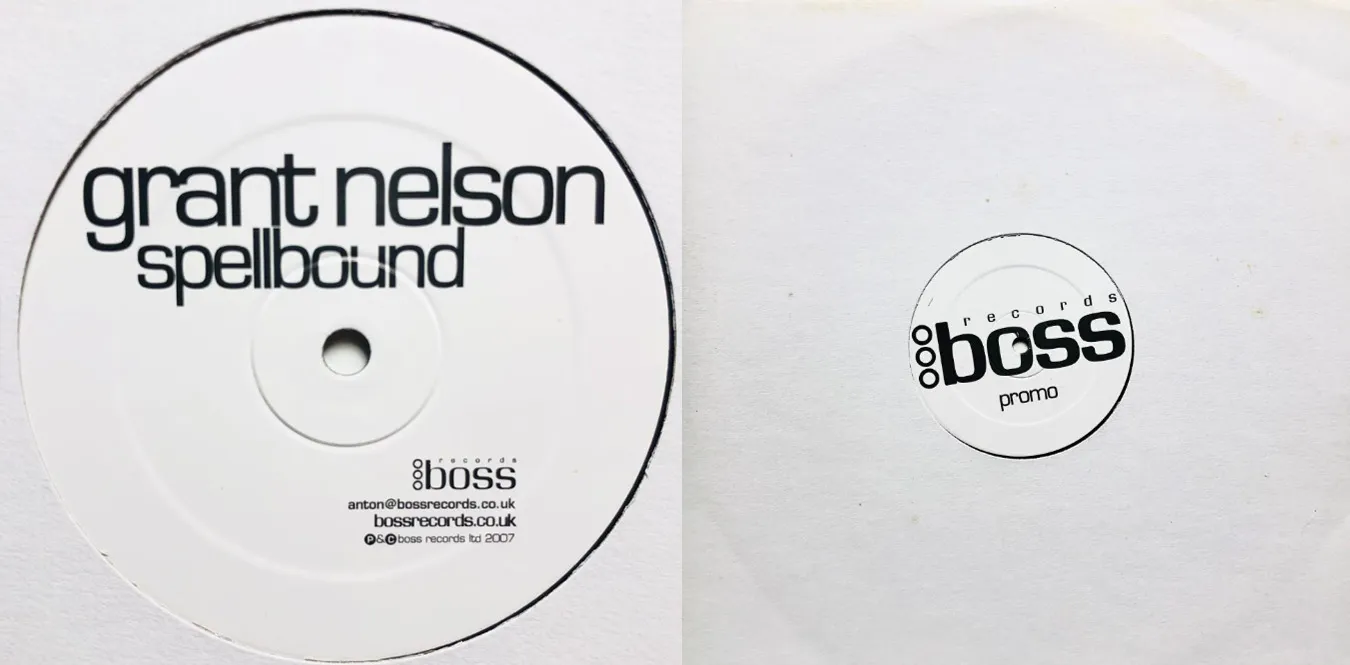 grant nelson
spellbound
records
boss
anton@bossrecords.co.uk
bossrecords.co.uk
℗&©boss records ltd 2007
records
boss
promo